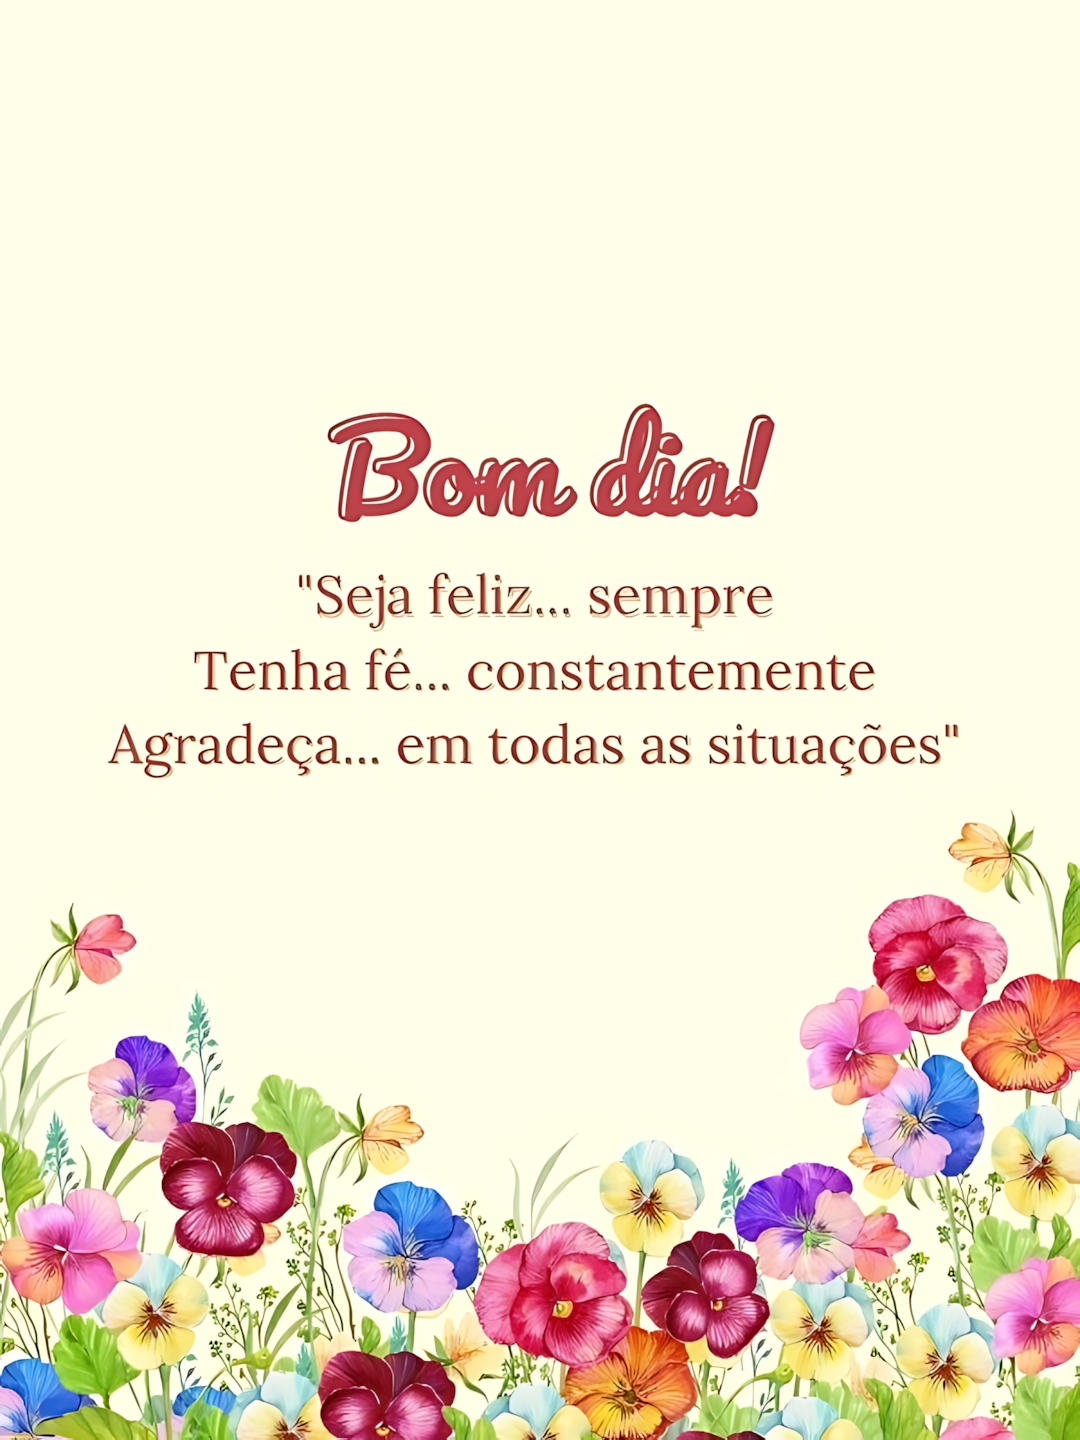 Bom dia!
"Seja feliz... sempre
Tenha fé... constantemente
Agradeça... em todas as situações"